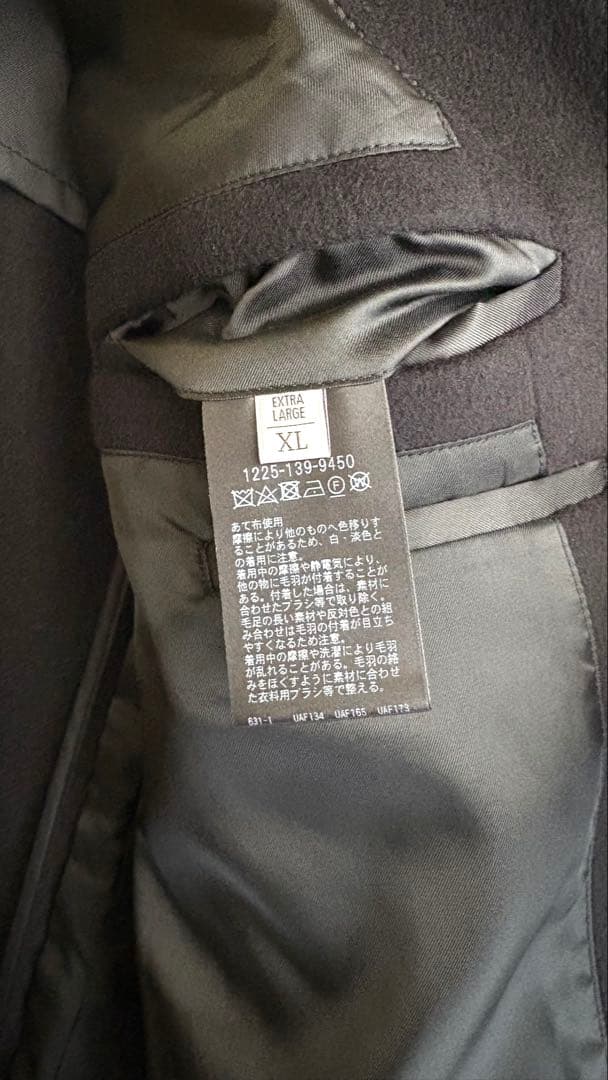 EXTRA
LARGE
XL
1225-139-9450
あて布使用
摩擦により他のものへ色移りす
ることがあるため、白・淡色と
の着用に注意。
着用中の摩擦や静電気により、
他の物に毛羽が付着することが
ある。付着した場合は、素材に
合わせたブラシ等で取り除く。
毛足の長い素材や反対色との組
み合わせは毛羽の付着が目立ち
やすくなるため注意。
着用中の摩擦や洗濯により毛羽
が乱れることがある。毛羽の絡
みをほぐすように素材に合わせ
た衣料用ブラシ等で整える。
631-1 UAF134 UAF165 UAF173